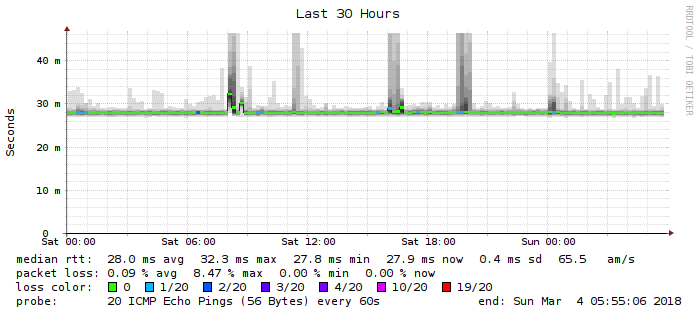 Last 30 Hours
RRDTOOL / TOBI OETIKER
Seconds
40 m
30 m
20 m
10 m
0
Sat 00:00 Sat 06:00 Sat 12:00 Sat 18:00 Sun 00:00
median rtt: 28.0 ms avg 32.3 ms max 27.8 ms min 27.9 ms now 0.4 ms sd 65.5 am/s
packet loss: 0.09 % avg 8.47 % max 0.00 % min 0.00 % now
loss color: 0 1/20 2/20 3/20 4/20 10/20 19/20
probe: 20 ICMP Echo Pings (56 Bytes) every 60s end: Sun Mar 4 05:55:06 2018